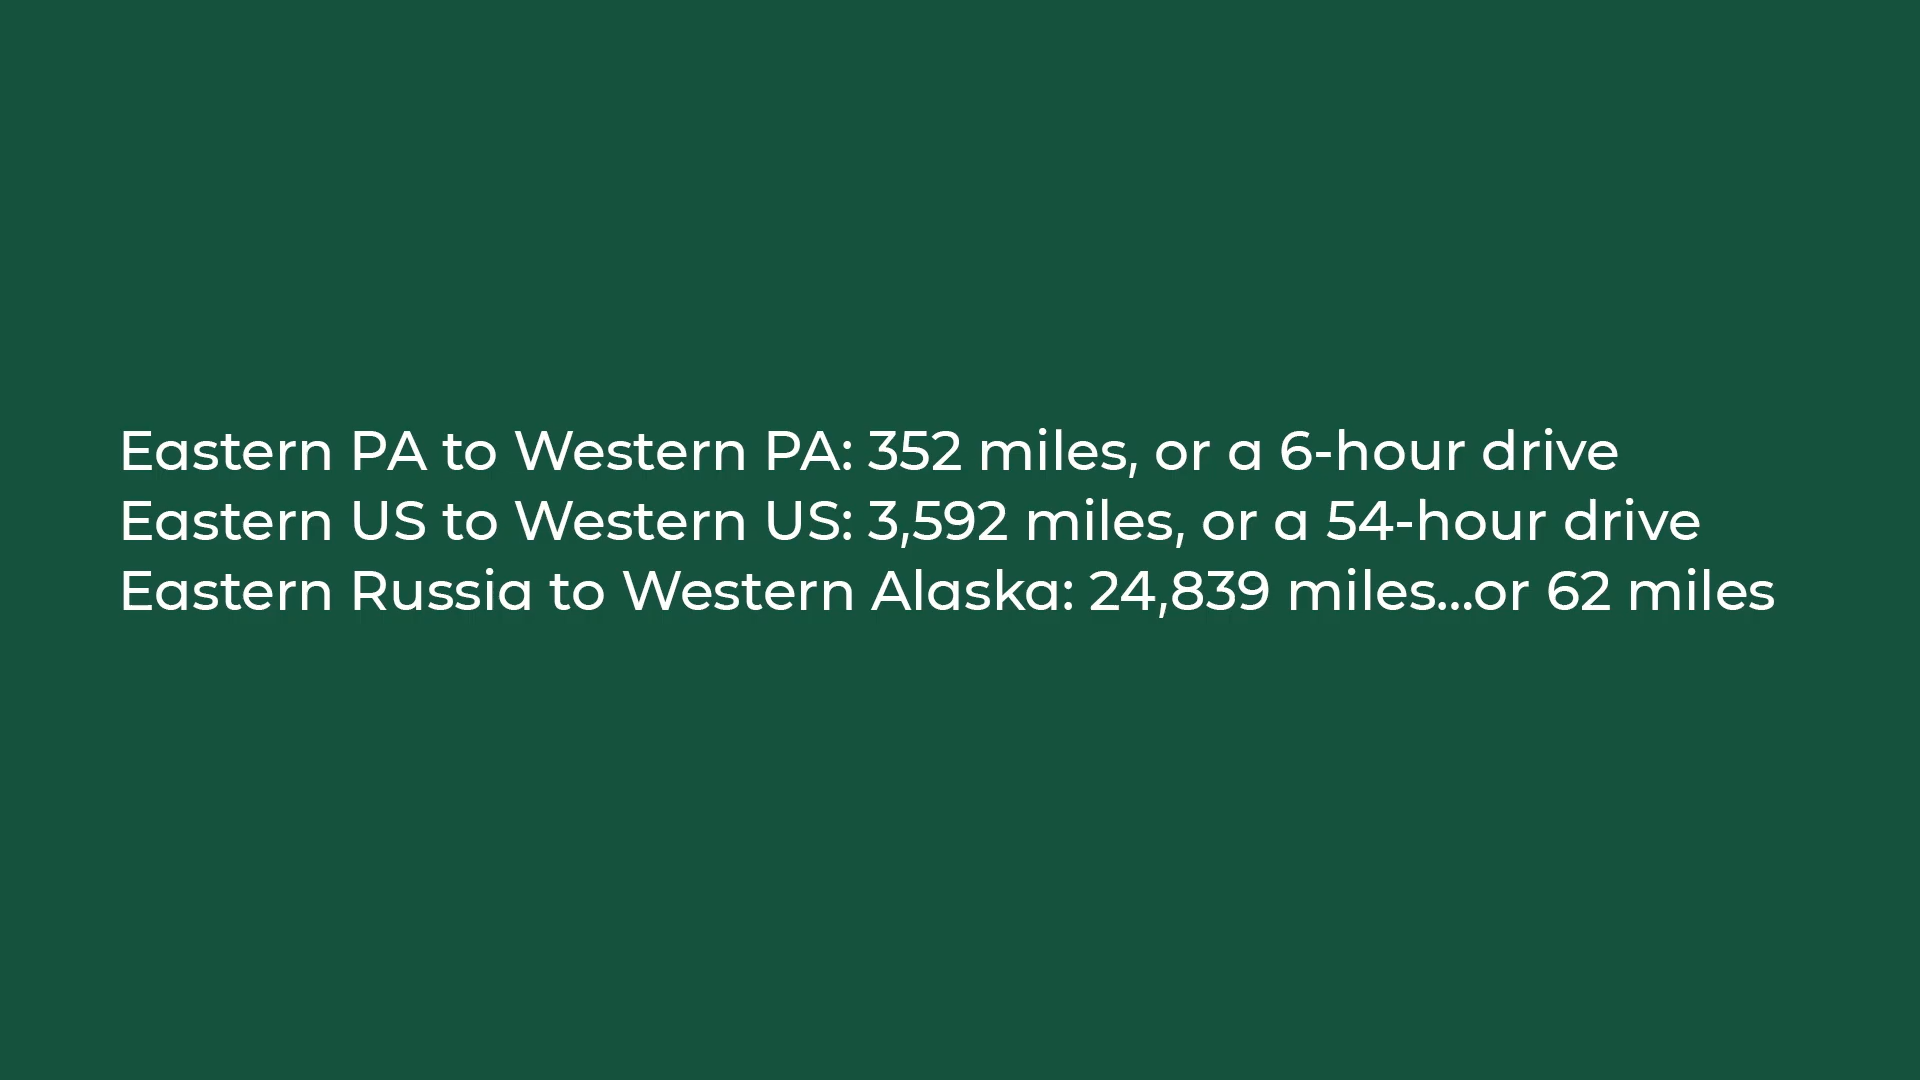 Eastern PA to Western PA: 352 miles, or a 6-hour drive
Eastern US to Western US: 3,592 miles, or a 54-hour drive
Eastern Russia to Western Alaska: 24,839 miles...or 62 miles